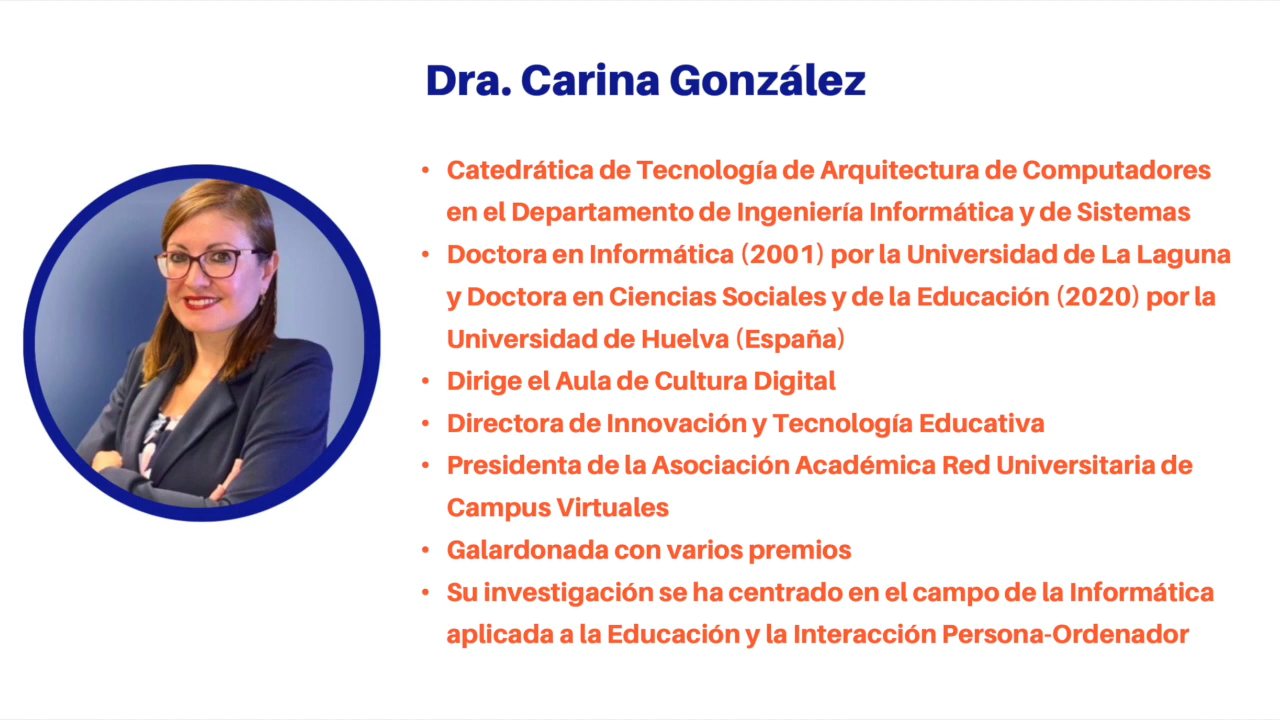 Dra. Carina González
• Catedrática de Tecnología de Arquitectura de Computadores
en el Departamento de Ingeniería Informática y de Sistemas
• Doctora en Informática (2001) por la Universidad de La Laguna
y Doctora en Ciencias Sociales y de la Educación (2020) por la
Universidad de Huelva (España)
• Dirige el Aula de Cultura Digital
• Directora de Innovación y Tecnología Educativa
• Presidenta de la Asociación Académica Red Universitaria de
Campus Virtuales
• Galardonada con varios premios
• Su investigación se ha centrado en el campo de la Informática
aplicada a la Educación y la Interacción Persona-Ordenador